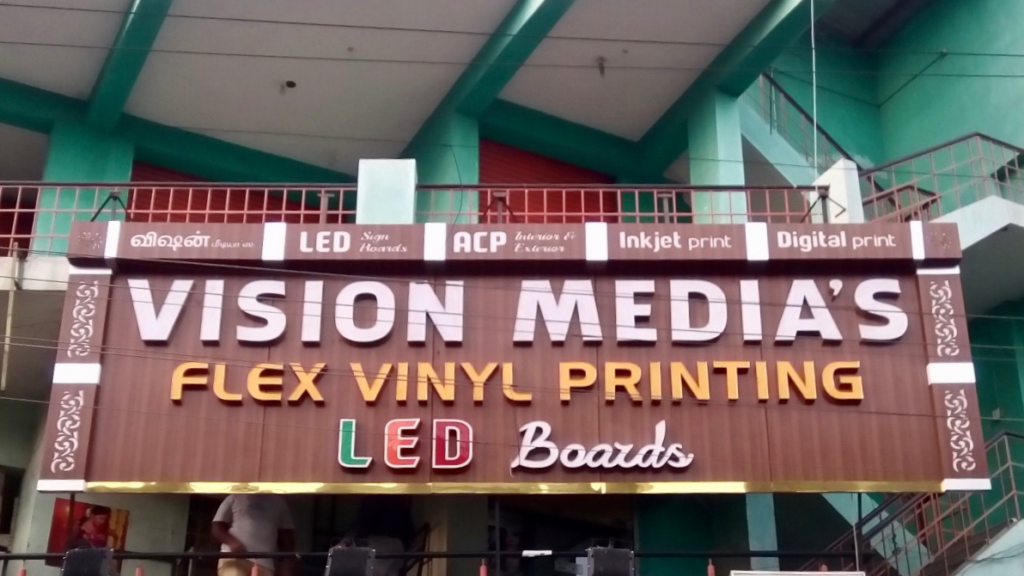 விஷன் மீடியா'ஸ்
LED Sign Boards
ACP Interior & Exterior
Inkjet print
Digital print
VISION MEDIA'S
FLEX VINYL PRINTING
LED Boards